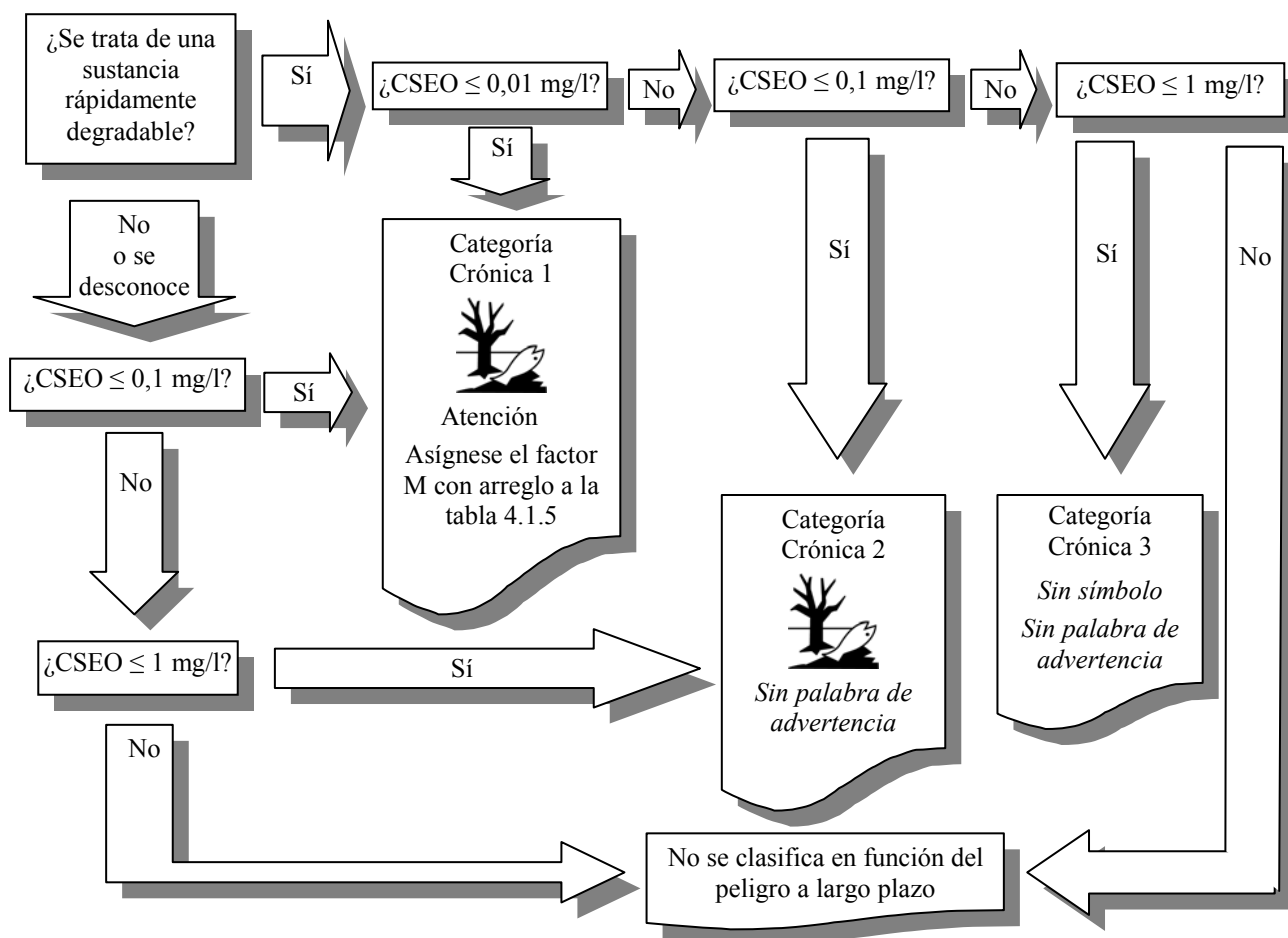 ¿Se trata de una
sustancia
rápidamente
degradable?
Sí
¿CSEO ≤ 0,01 mg/l?
No
¿CSEO ≤ 0,1 mg/l?
No
¿CSEO ≤ 1 mg/l?
Sí
No
o se
desconoce
Categoría
Crónica 1
Atención
Asígnese el factor
M con arreglo a la
tabla 4.1.5
Sí
Sí
No
¿CSEO ≤ 0,1 mg/l?
Sí
No
Categoría
Crónica 2
Sin palabra de
advertencia
Categoría
Crónica 3
Sin símbolo
Sin palabra de
advertencia
¿CSEO ≤ 1 mg/l?
Sí
No
No se clasifica en función del
peligro a largo plazo